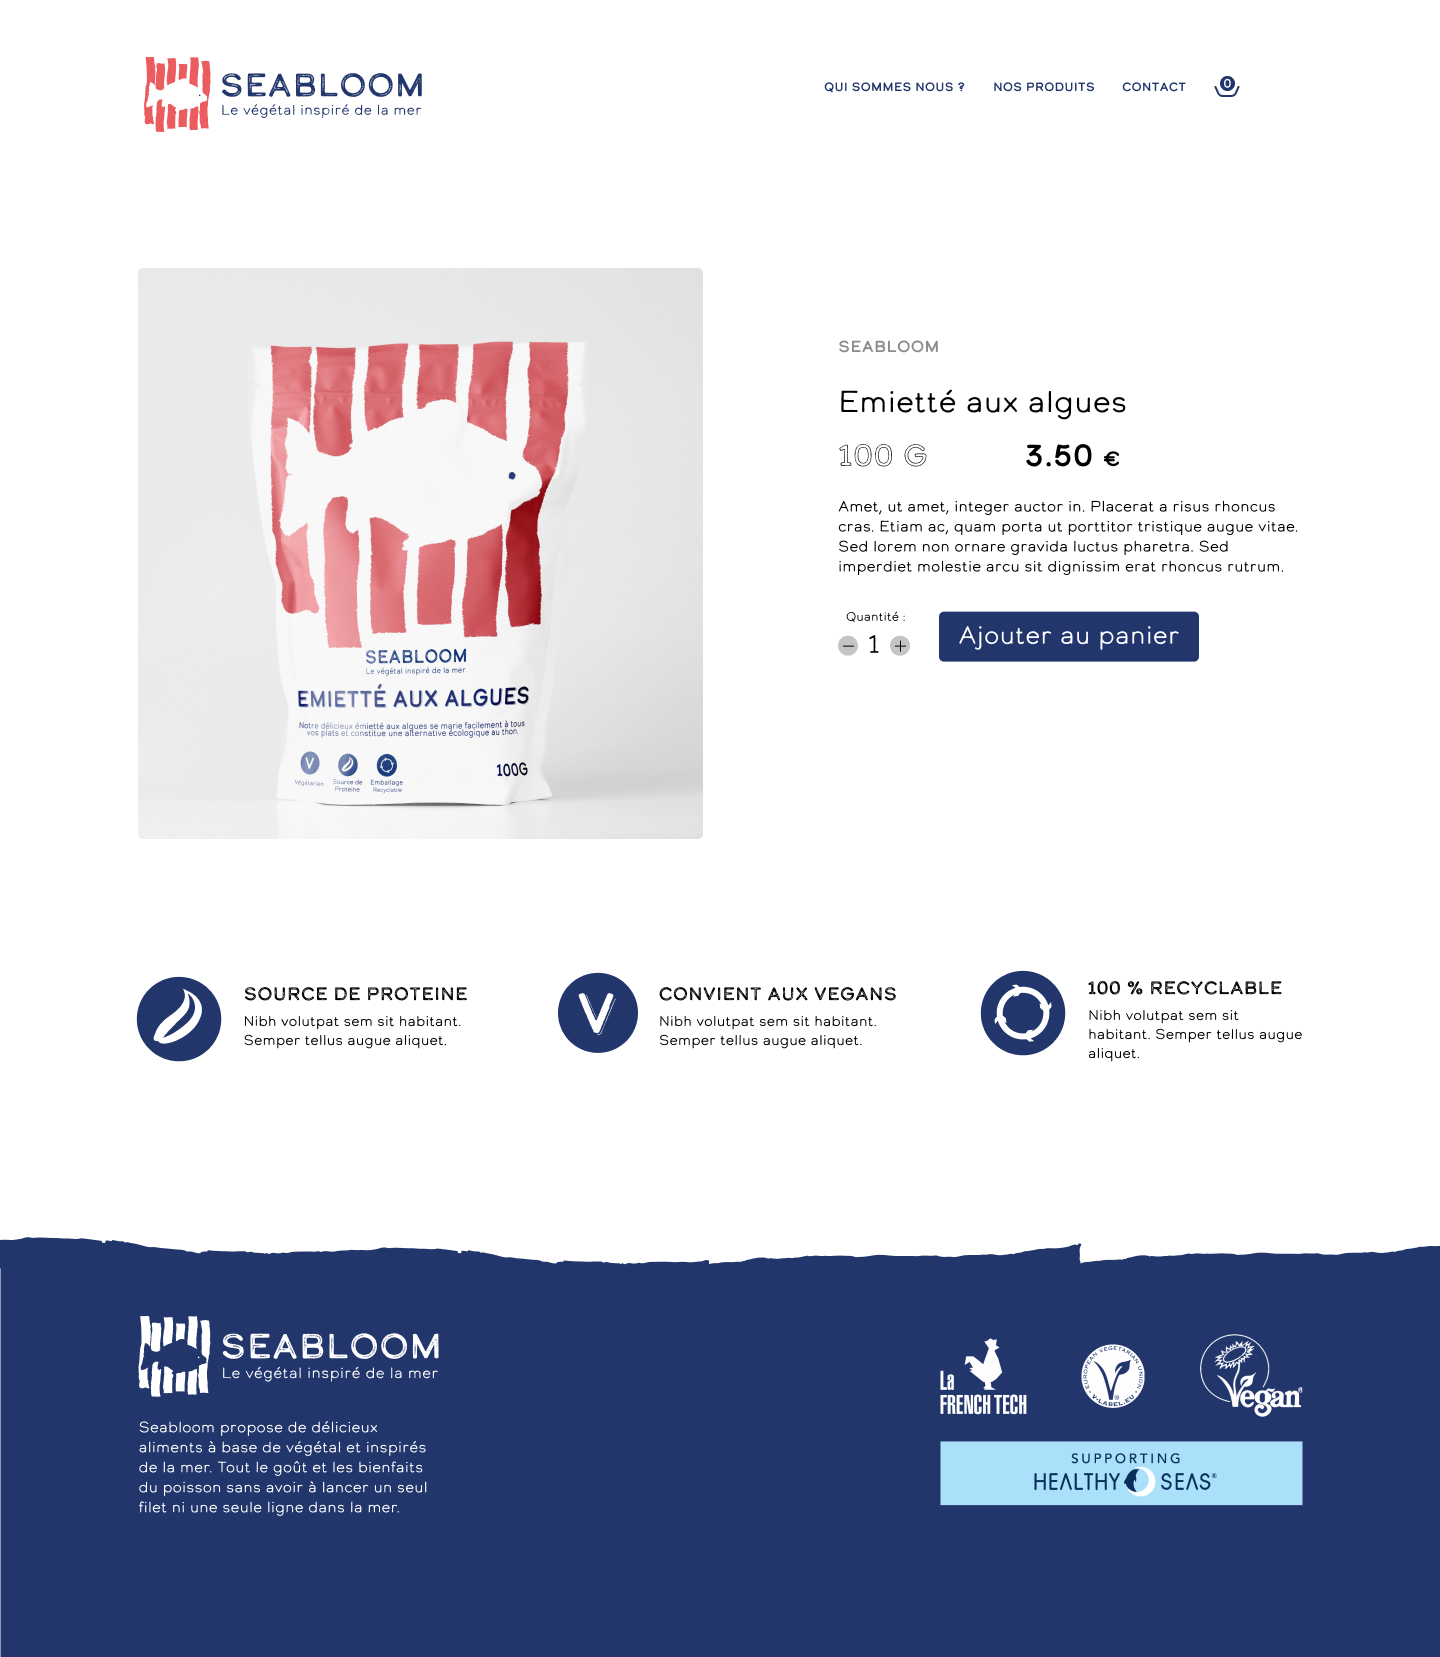 SEABLOOM
Le végétal inspiré de la mer
QUI SOMMES NOUS ?
NOS PRODUITS
CONTACT
0
SEABLOOM
Le végétal inspiré de la mer
EMIETTÉ AUX ALGUES
Notre délicieux émietté aux algues se marie facilement à tous
vos plats et constitue une alternative écologique au thon.
V
Végétarien
Source de
Proteine
Emballage
Recyclable
100G
SEABLOOM
Emietté aux algues
100 G
3.50 €
Amet, ut amet, integer auctor in. Placerat a risus rhoncus
cras. Etiam ac, quam porta ut porttitor tristique augue vitae.
Sed lorem non ornare gravida luctus pharetra. Sed
imperdiet molestie arcu sit dignissim erat rhoncus rutrum.
Quantité :
− 1 +
Ajouter au panier
SOURCE DE PROTEINE
Nibh volutpat sem sit habitant.
Semper tellus augue aliquet.
V
CONVIENT AUX VEGANS
Nibh volutpat sem sit habitant.
Semper tellus augue aliquet.
100 % RECYCLABLE
Nibh volutpat sem sit
habitant. Semper tellus augue
aliquet.
SEABLOOM
Le végétal inspiré de la mer
Seabloom propose de délicieux
aliments à base de végétal et inspirés
de la mer. Tout le goût et les bienfaits
du poisson sans avoir à lancer un seul
filet ni une seule ligne dans la mer.
La
FRENCH TECH
EUROPEAN VEGETARIAN UNION
V-LABEL.EU
Vegan
SUPPORTING
HEALTHY SEAS®